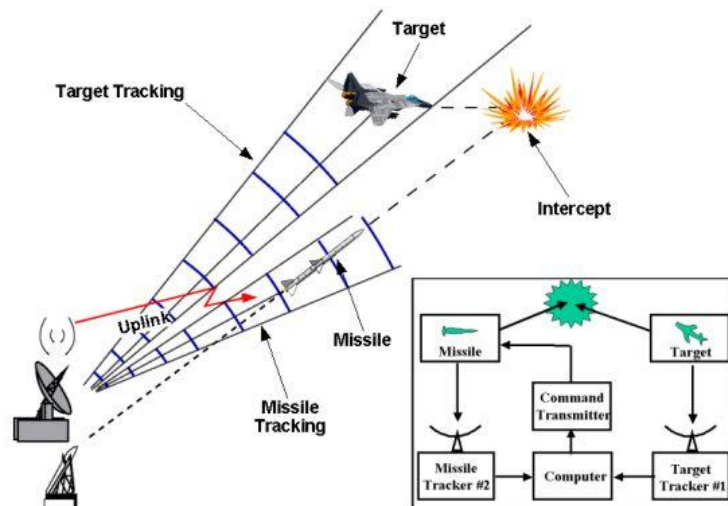 Target
Target Tracking
Intercept
Uplink
Missile
Missile
Tracking
Missile
Target
Command
Transmitter
Missile
Tracker #2
Computer
Target
Tracker #1